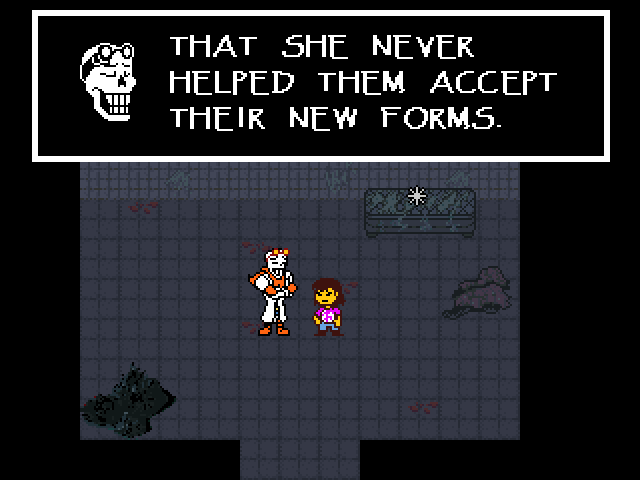 THAT SHE NEVER
HELPED THEM ACCEPT
THEIR NEW FORMS.